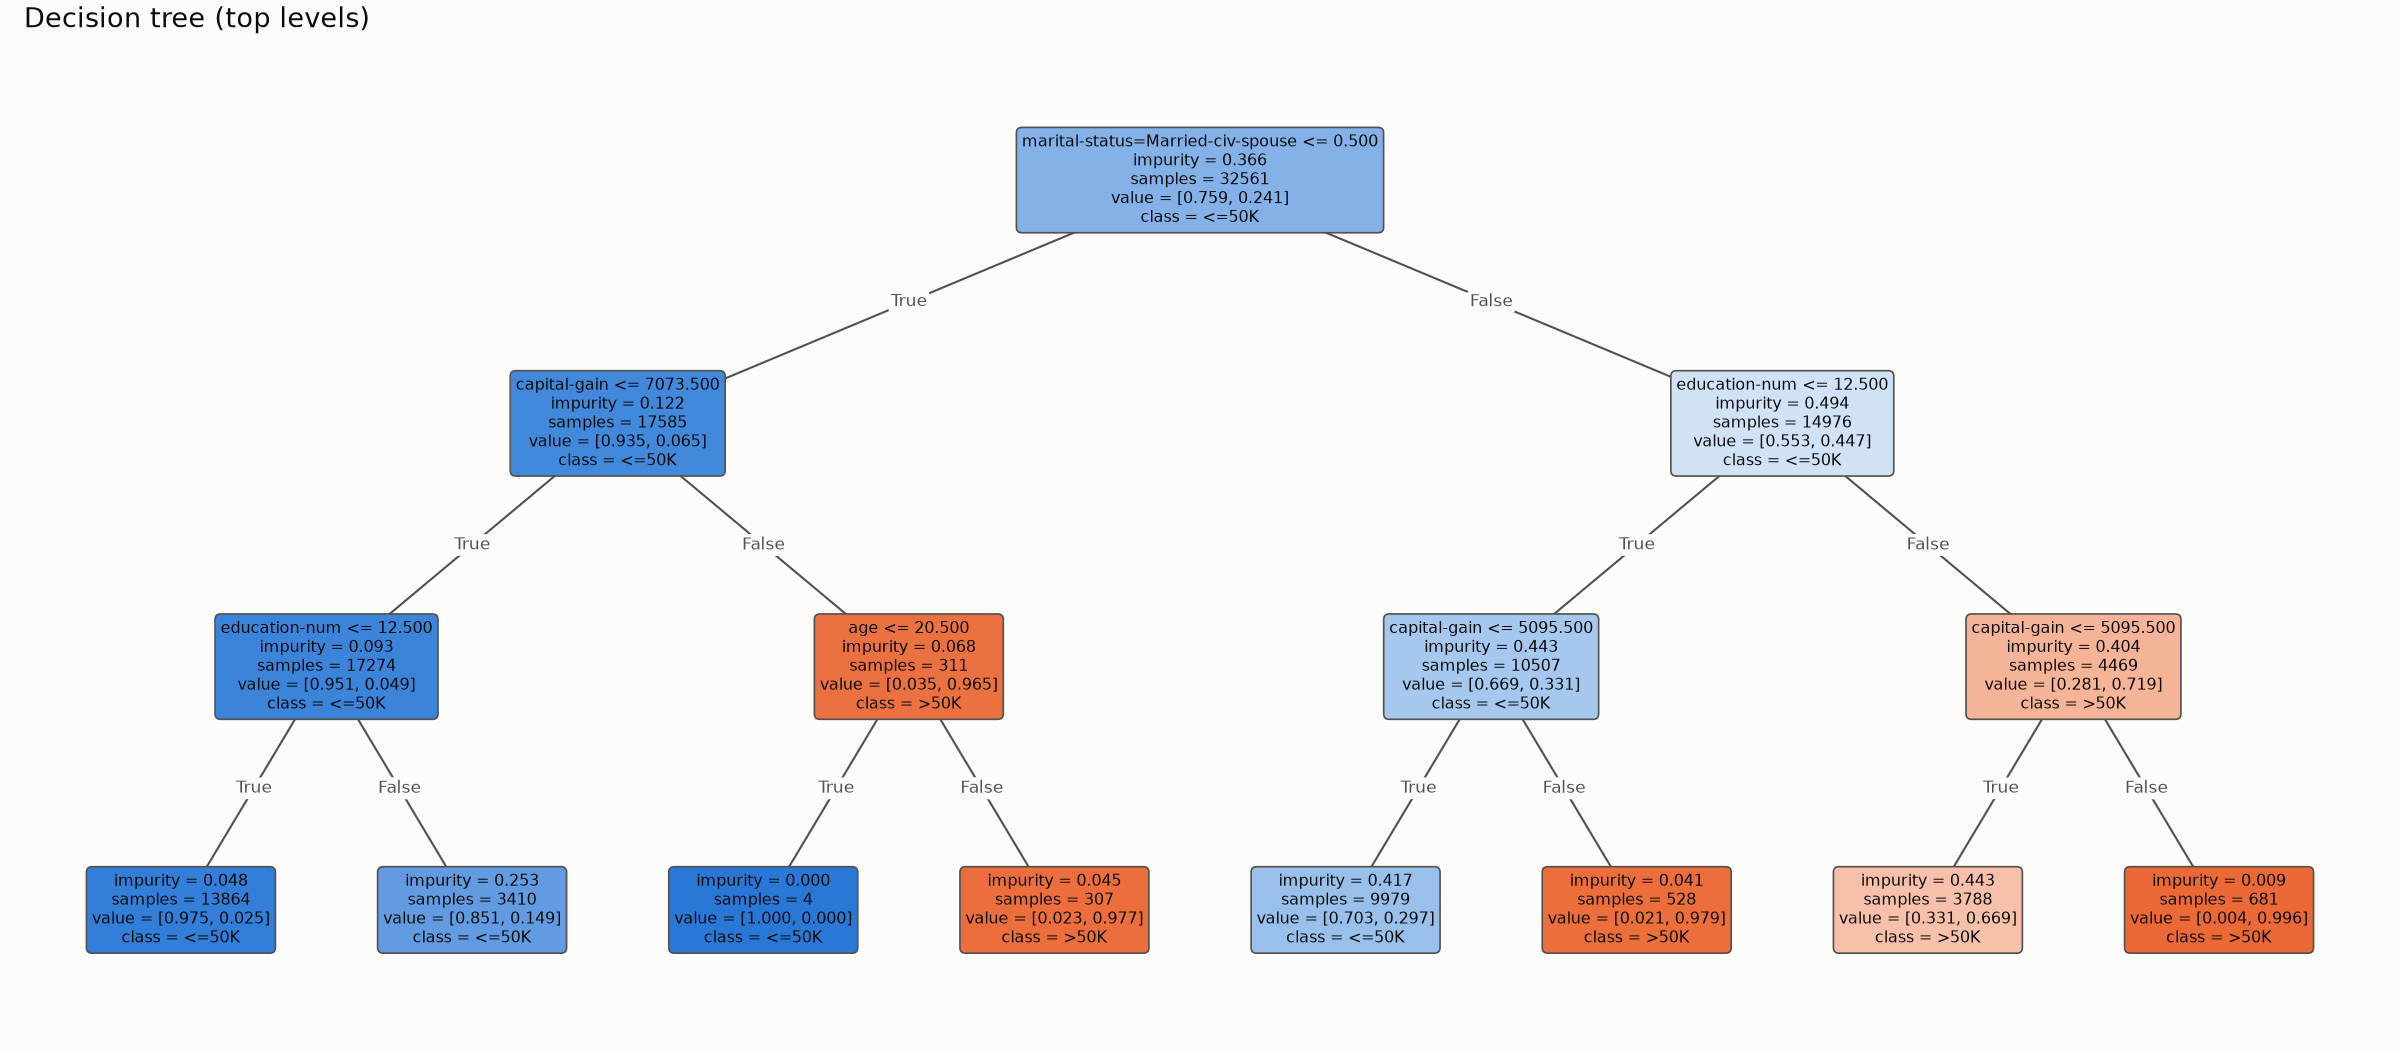 Decision tree (top levels)
marital-status=Married-civ-spouse <= 0.500
impurity = 0.366
samples = 32561
value = [0.759, 0.241]
class = <=50K
True
False
capital-gain <= 7073.500
impurity = 0.122
samples = 17585
value = [0.935, 0.065]
class = <=50K
education-num <= 12.500
impurity = 0.494
samples = 14976
value = [0.553, 0.447]
class = <=50K
True
False
True
False
education-num <= 12.500
impurity = 0.093
samples = 17274
value = [0.951, 0.049]
class = <=50K
age <= 20.500
impurity = 0.068
samples = 311
value = [0.035, 0.965]
class = >50K
capital-gain <= 5095.500
impurity = 0.443
samples = 10507
value = [0.669, 0.331]
class = <=50K
capital-gain <= 5095.500
impurity = 0.404
samples = 4469
value = [0.281, 0.719]
class = >50K
True
False
True
False
True
False
True
False
impurity = 0.048
samples = 13864
value = [0.975, 0.025]
class = <=50K
impurity = 0.253
samples = 3410
value = [0.851, 0.149]
class = <=50K
impurity = 0.000
samples = 4
value = [1.000, 0.000]
class = <=50K
impurity = 0.045
samples = 307
value = [0.023, 0.977]
class = >50K
impurity = 0.417
samples = 9979
value = [0.703, 0.297]
class = <=50K
impurity = 0.041
samples = 528
value = [0.021, 0.979]
class = >50K
impurity = 0.443
samples = 3788
value = [0.331, 0.669]
class = >50K
impurity = 0.009
samples = 681
value = [0.004, 0.996]
class = >50K